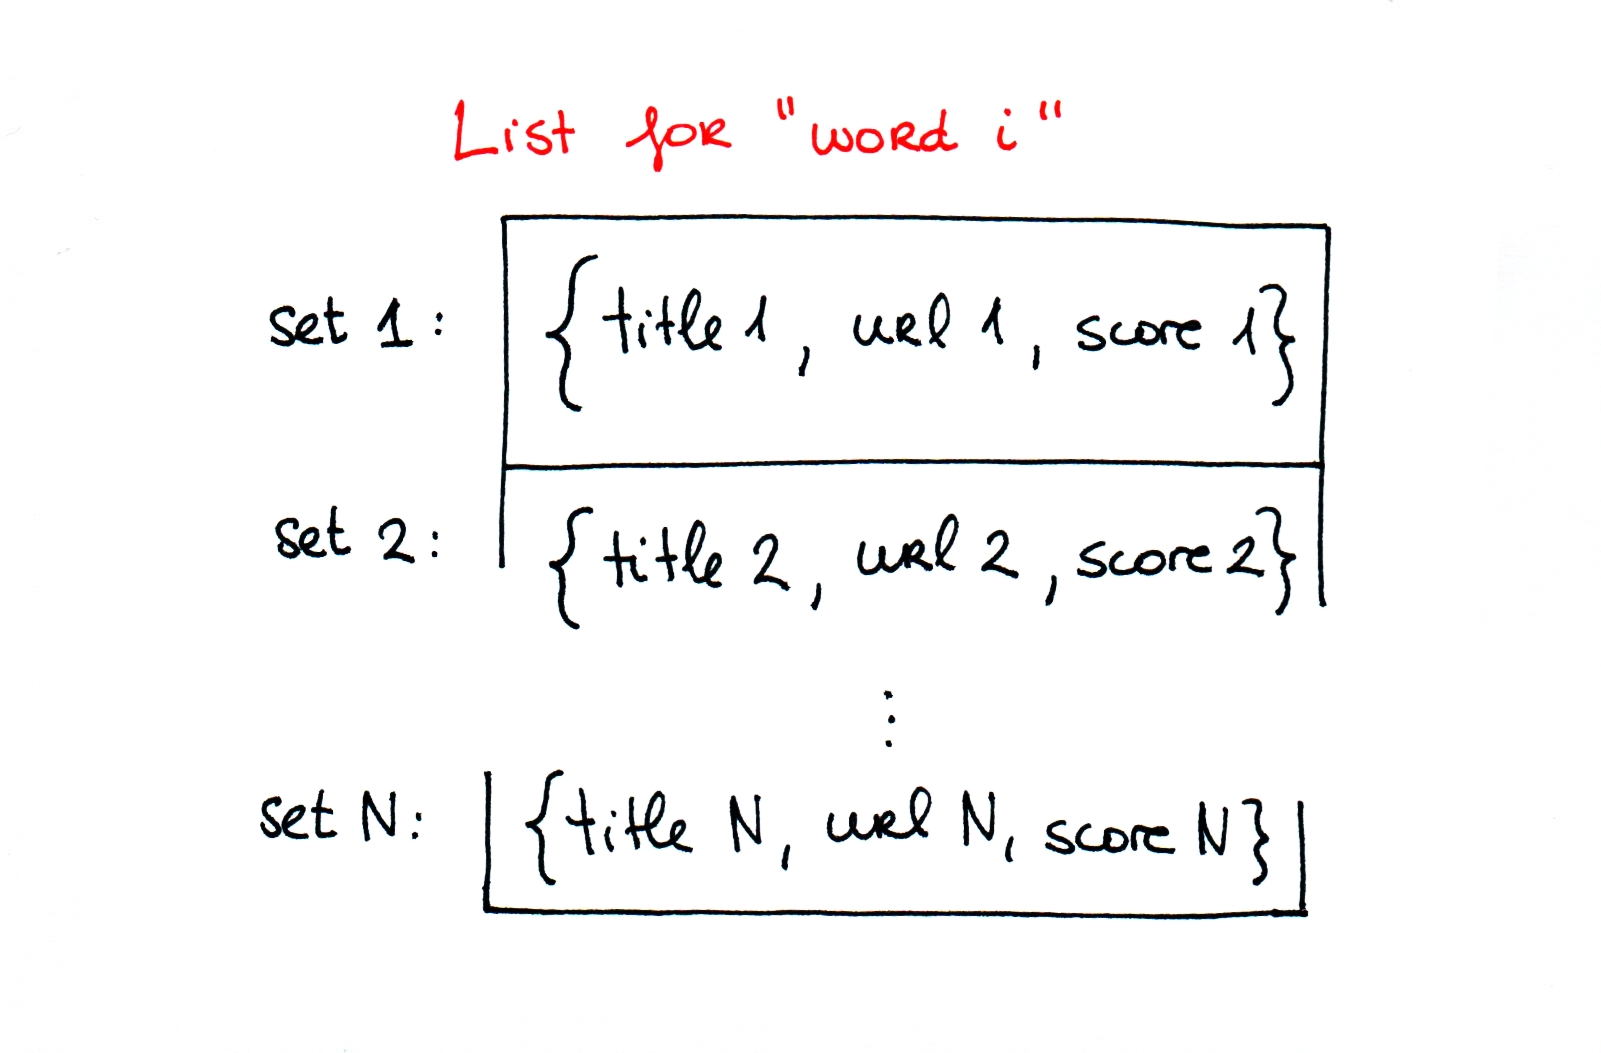 List for "word i"
set 1: {title 1, url 1, score 1}
set 2: {title 2, url 2, score 2}
⋮
set N: {title N, url N, score N}